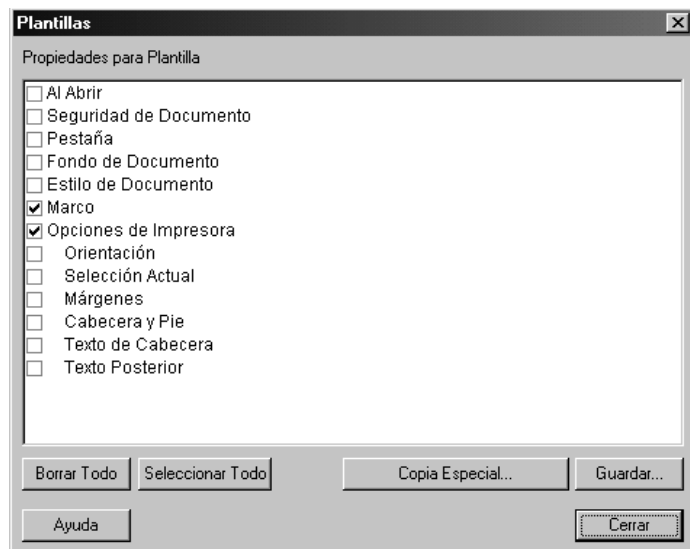 Plantillas
Propiedades para Plantilla
Al Abrir
Seguridad de Documento
Pestaña
Fondo de Documento
Estilo de Documento
Marco
Opciones de Impresora
Orientación
Selección Actual
Márgenes
Cabecera y Pie
Texto de Cabecera
Texto Posterior
Borrar Todo Seleccionar Todo Copia Especial... Guardar...
Ayuda Cerrar